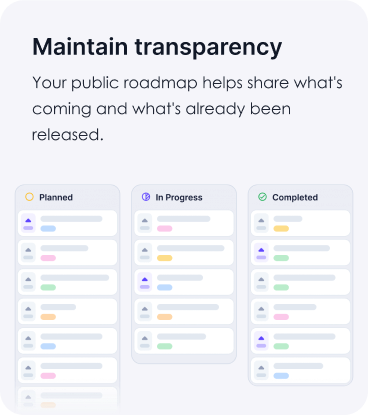 Maintain transparency
Your public roadmap helps share what's
coming and what's already been
released.
Planned
In Progress
Completed